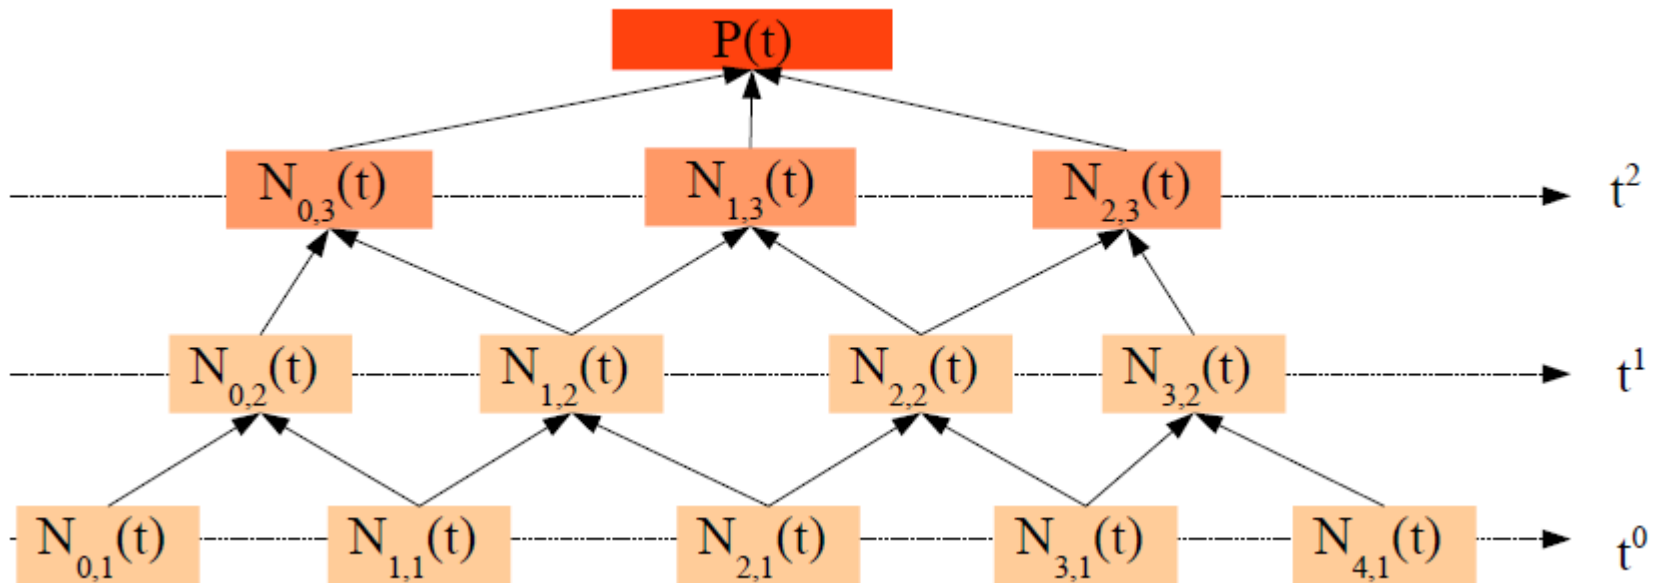 P(t)
N0,3(t) N1,3(t) N2,3(t) t2
N0,2(t) N1,2(t) N2,2(t) N3,2(t) t1
N0,1(t) N1,1(t) N2,1(t) N3,1(t) N4,1(t) t0